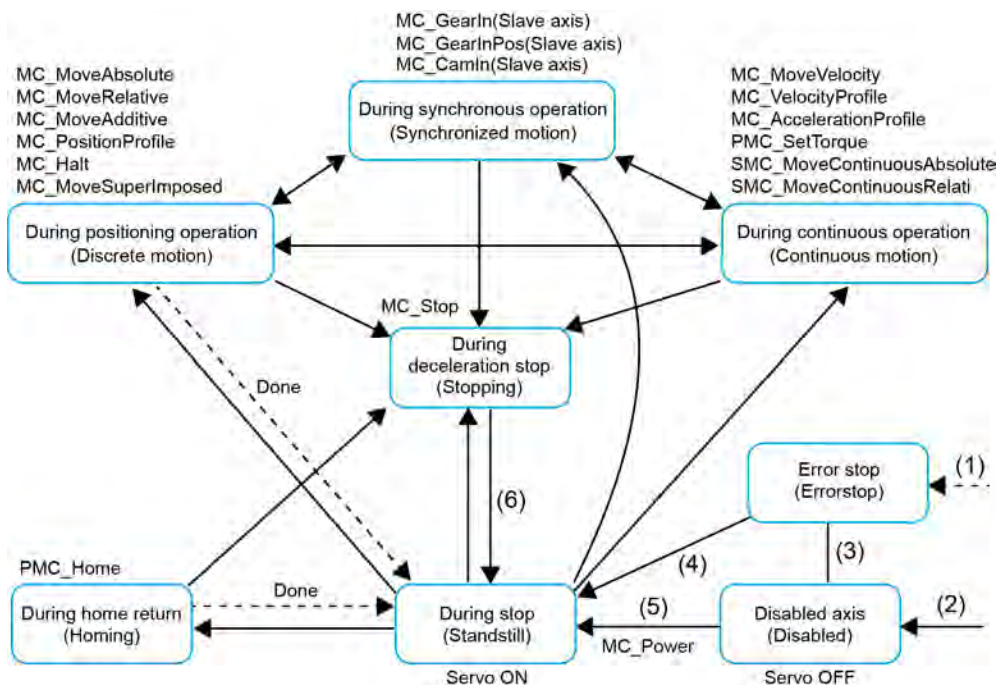 MC_GearIn(Slave axis)
MC_GearInPos(Slave axis)
MC_CamIn(Slave axis)
MC_MoveAbsolute
MC_MoveRelative
MC_MoveAdditive
MC_PositionProfile
MC_Halt
MC_MoveSuperImposed
During synchronous operation
(Synchronized motion)
MC_MoveVelocity
MC_VelocityProfile
MC_AccelerationProfile
PMC_SetTorque
SMC_MoveContinuousAbsolute
SMC_MoveContinuousRelati
During positioning operation
(Discrete motion)
During continuous operation
(Continuous motion)
MC_Stop
During
deceleration stop
(Stopping)
Done
Error stop
(Errorstop)
(1)
(6)
(3)
(4)
PMC_Home
During home return
(Homing)
Done
During stop
(Standstill)
(5)
MC_Power
Disabled axis
(Disabled)
(2)
Servo ON
Servo OFF